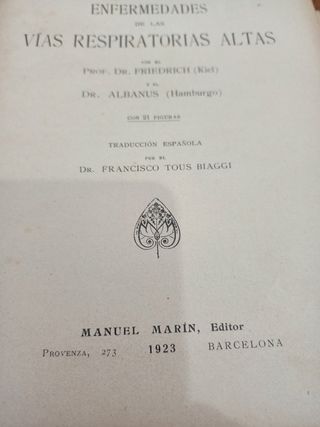 ENFERMEDADES
DE LAS
VÍAS RESPIRATORIAS ALTAS
POR EL
PROF. DR. FRIEDRICH (Kiel)
Y EL
DR. ALBANUS (Hamburgo)
CON 21 FIGURAS
TRADUCCIÓN ESPAÑOLA
POR EL
DR. FRANCISCO TOUS BIAGGI
MANUEL MARÍN, Editor
PROVENZA, 273 1923 BARCELONA